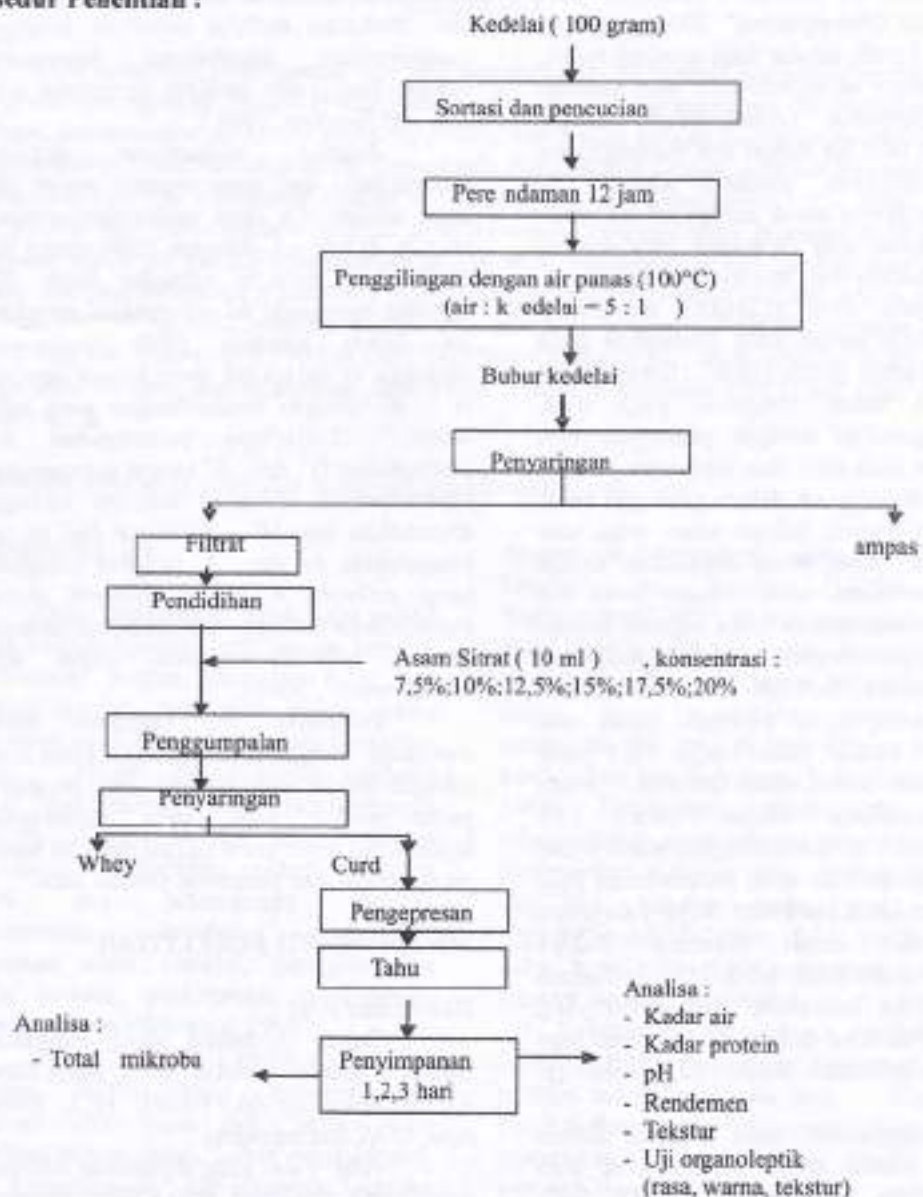 Prosedur Penelitian :
Kedelai ( 100 gram)
Sortasi dan pencucian
Pere ndaman 12 jam
Penggilingan dengan air panas (100°C)
(air : k edelai = 5 : 1 )
Bubur kedelai
Penyaringan
Filtrat
ampas
Pendidihan
Asam Sitrat ( 10 ml ) , konsentrasi :
7,5%;10%;12,5%;15%;17,5%;20%
Penggumpalan
Penyaringan
Whey
Curd
Pengepresan
Tahu
Analisa :
- Total mikroba
Penyimpanan
1,2,3 hari
Analisa :
- Kadar air
- Kadar protein
- pH
- Rendemen
- Tekstur
- Uji organoleptik
(rasa, warna, tekstur)